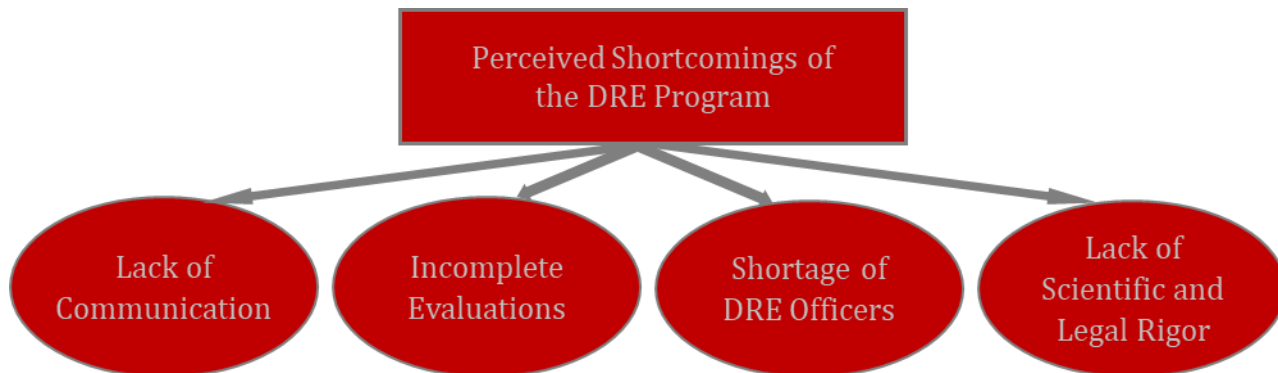 Perceived Shortcomings of
the DRE Program
Lack of
Communication
Incomplete
Evaluations
Shortage of
DRE Officers
Lack of
Scientific and
Legal Rigor